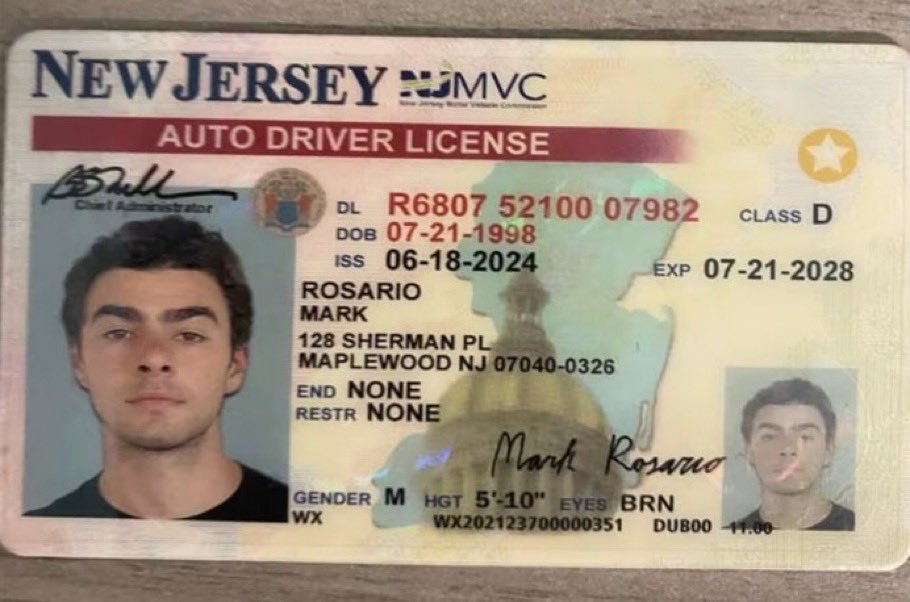 NEW JERSEY NJMVC
New Jersey Motor Vehicle Commission
AUTO DRIVER LICENSE
Chief Administrator
DL R6807 52100 07982 CLASS D
DOB 07-21-1998
ISS 06-18-2024 EXP 07-21-2028
ROSARIO
MARK
128 SHERMAN PL
MAPLEWOOD NJ 07040-0326
END NONE
RESTR NONE
Mark Rosario
GENDER M HGT 5'-10" EYES BRN
WX WX202123700000351 DUB00 11.00